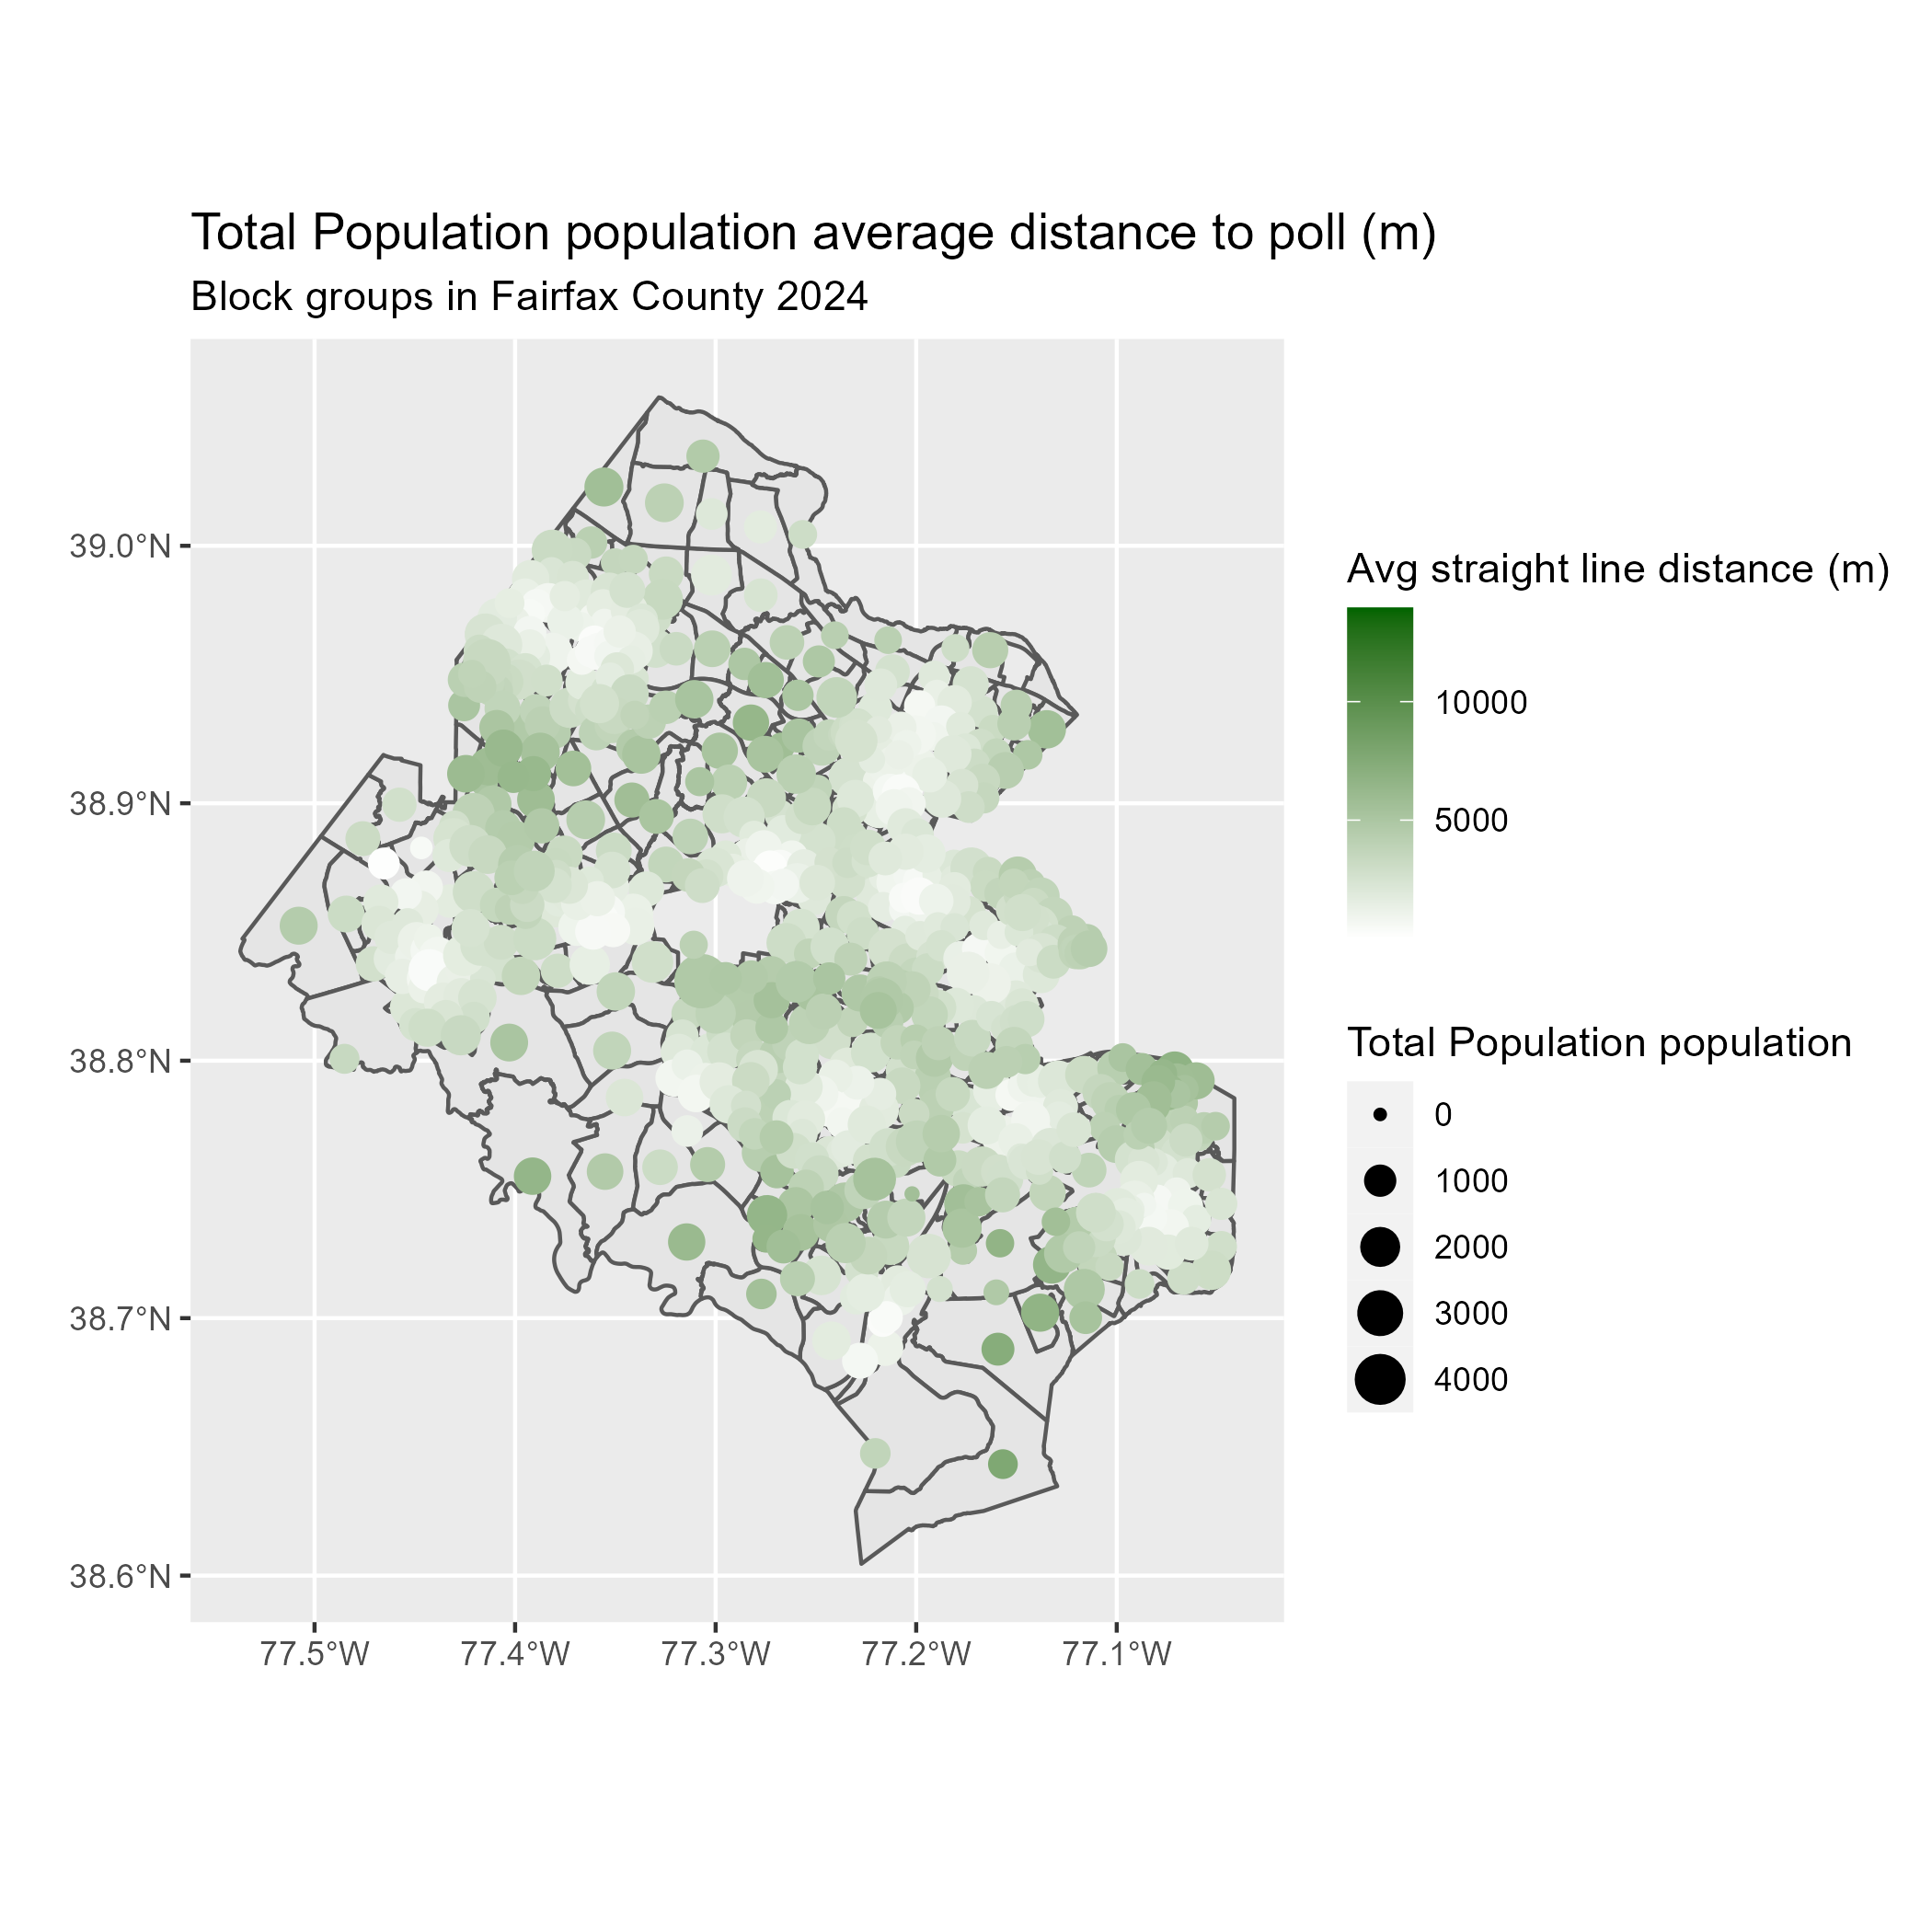 Total Population population average distance to poll (m)
Block groups in Fairfax County 2024
39.0°N
38.9°N
38.8°N
38.7°N
38.6°N
77.5°W
77.4°W
77.3°W
77.2°W
77.1°W
Avg straight line distance (m)
10000
5000
Total Population population
0
1000
2000
3000
4000